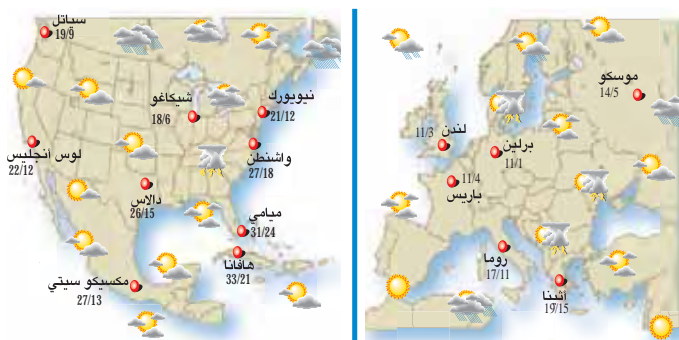 سياتل
19/9
شيكاغو
18/6
نيويورك
21/12
لوس أنجليس
22/12
واشنطن
27/18
دالاس
26/15
ميامي
31/24
هافانا
33/21
مكسيكو سيتي
27/13
موسكو
14/5
لندن 11/3
برلين
11/1
11/4
باريس
روما
17/11
أثينا
19/15